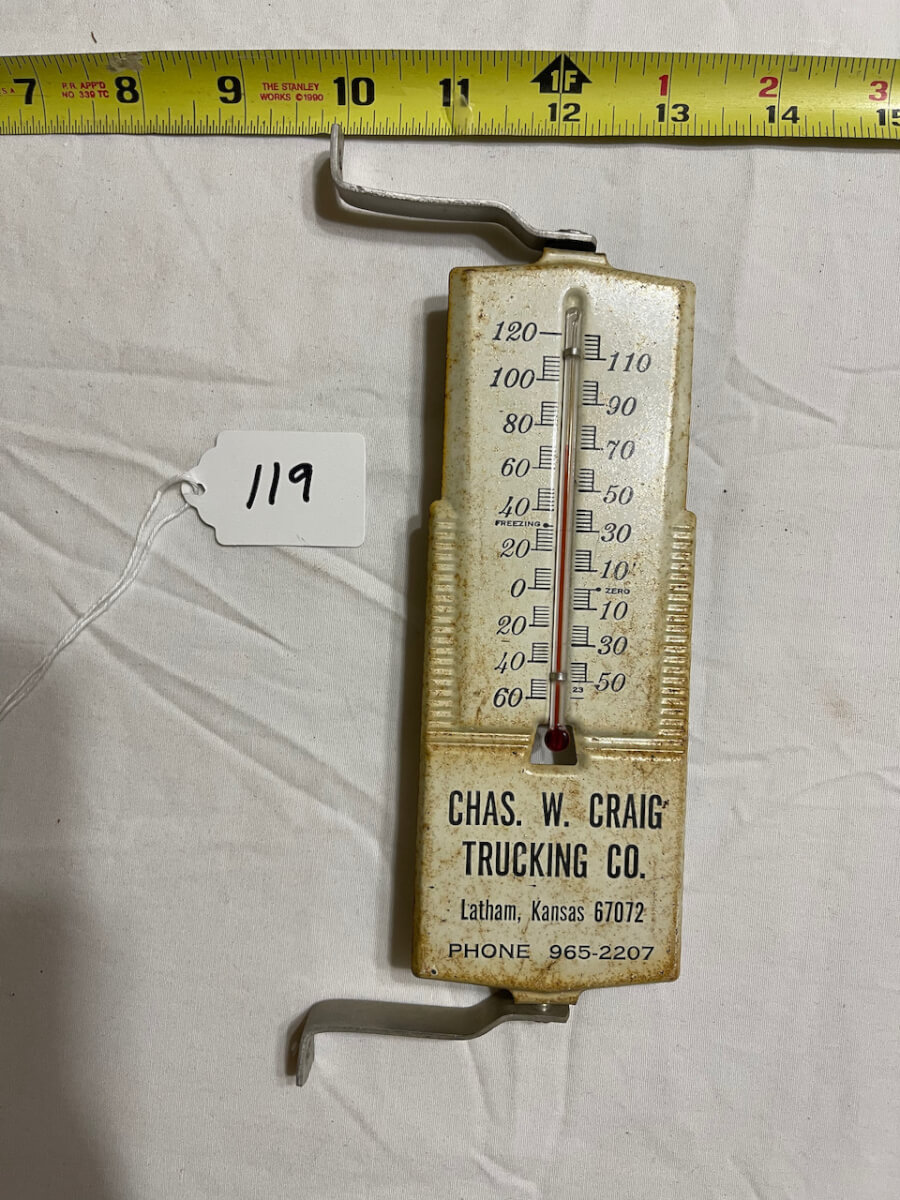 7 8 9 10 11 1F 1 2 3
R.R. APP'D THE STANLEY
NO 339 TC WORKS ©1990
12 13 14 15
119
120
110
100
90
80
70
60
50
40
FREEZING
30
20
10
0
ZERO
10
20
30
40
50
60
23
CHAS. W. CRAIG
TRUCKING CO.
Latham, Kansas 67072
PHONE 965-2207